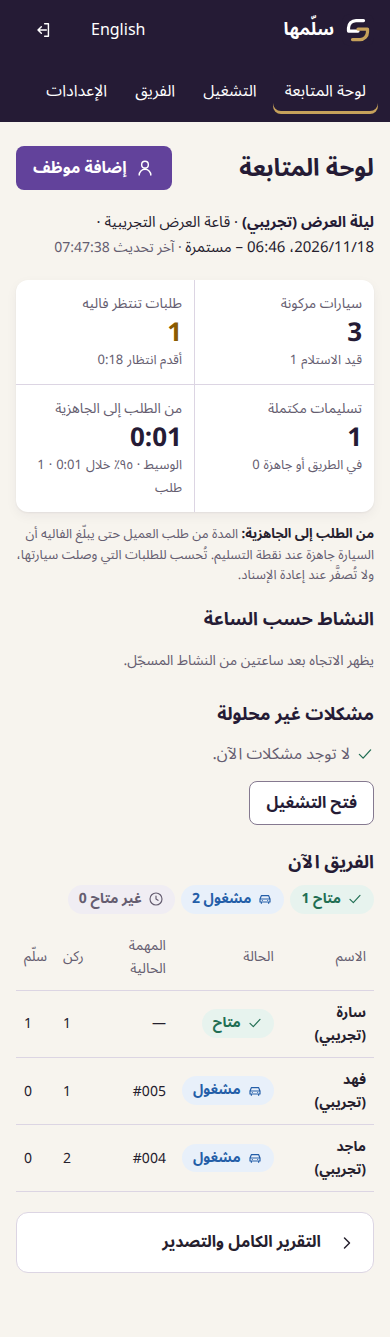 سلّمها
English
لوحة المتابعة
التشغيل
الفريق
الإعدادات
لوحة المتابعة
إضافة موظف
ليلة العرض (تجريبي) · قاعة العرض التجريبية ·
2026/11/18، 06:46 – مستمرة · آخر تحديث 07:47:38
سيارات مركونة
3
قيد الاستلام 1
طلبات تنتظر فاليه
1
أقدم انتظار 0:18
تسليمات مكتملة
1
في الطريق أو جاهزة 0
من الطلب إلى الجاهزية
0:01
الوسيط · ٩٥٪ خلال 0:01 · 1
طلب
من الطلب إلى الجاهزية: المدة من طلب العميل حتى يبلّغ الفاليه أن
السيارة جاهزة عند نقطة التسليم. تُحسب للطلبات التي وصلت سيارتها،
ولا تُصفَّر عند إعادة الإسناد.
النشاط حسب الساعة
يظهر الاتجاه بعد ساعتين من النشاط المسجّل.
مشكلات غير محلولة
لا توجد مشكلات الآن.
فتح التشغيل
الفريق الآن
متاح 1
مشغول 2
غير متاح 0
الاسم الحالة المهمة الحالية ركن سلّم
سارة (تجريبي) متاح — 1 1
فهد (تجريبي) مشغول #005 1 0
ماجد (تجريبي) مشغول #004 2 0
التقرير الكامل والتصدير